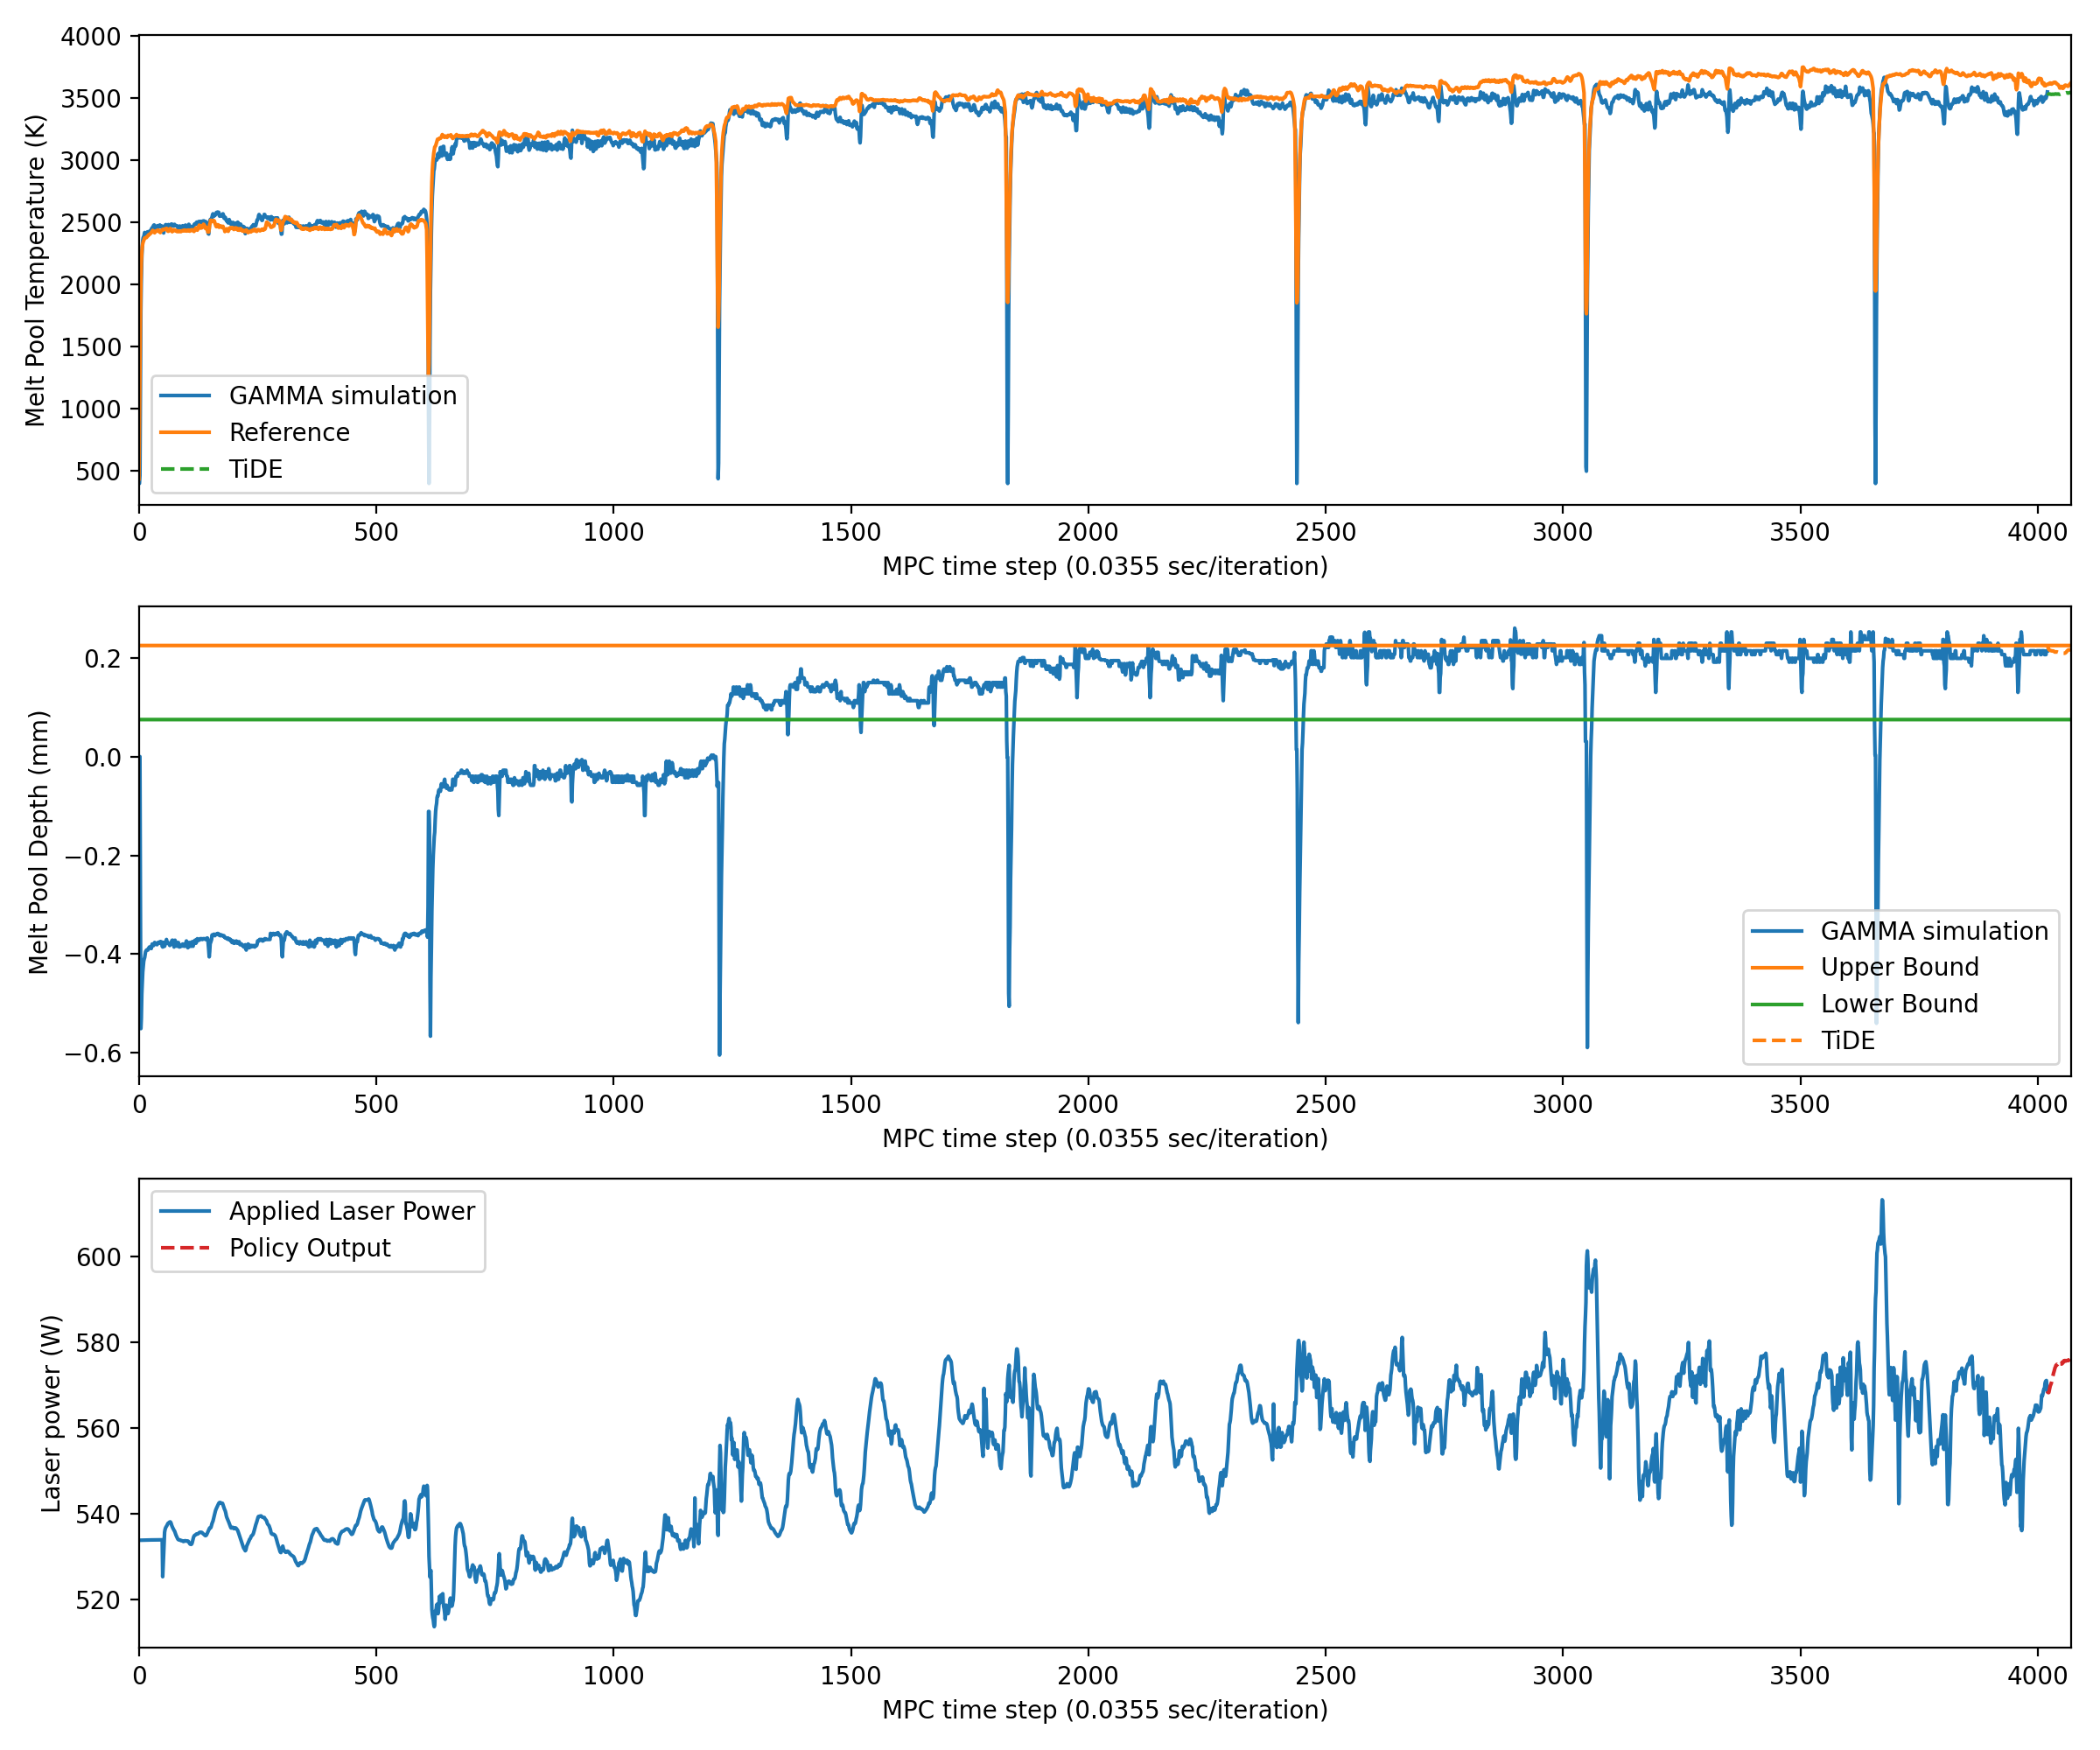 4000
3500
3000
2500
2000
1500
1000
500
Melt Pool Temperature (K)
GAMMA simulation
Reference
TiDE
0 500 1000 1500 2000 2500 3000 3500 4000
MPC time step (0.0355 sec/iteration)
0.2
0.0
−0.2
−0.4
−0.6
Melt Pool Depth (mm)
GAMMA simulation
Upper Bound
Lower Bound
TiDE
0 500 1000 1500 2000 2500 3000 3500 4000
MPC time step (0.0355 sec/iteration)
Applied Laser Power
Policy Output
600
580
560
540
520
Laser power (W)
0 500 1000 1500 2000 2500 3000 3500 4000
MPC time step (0.0355 sec/iteration)